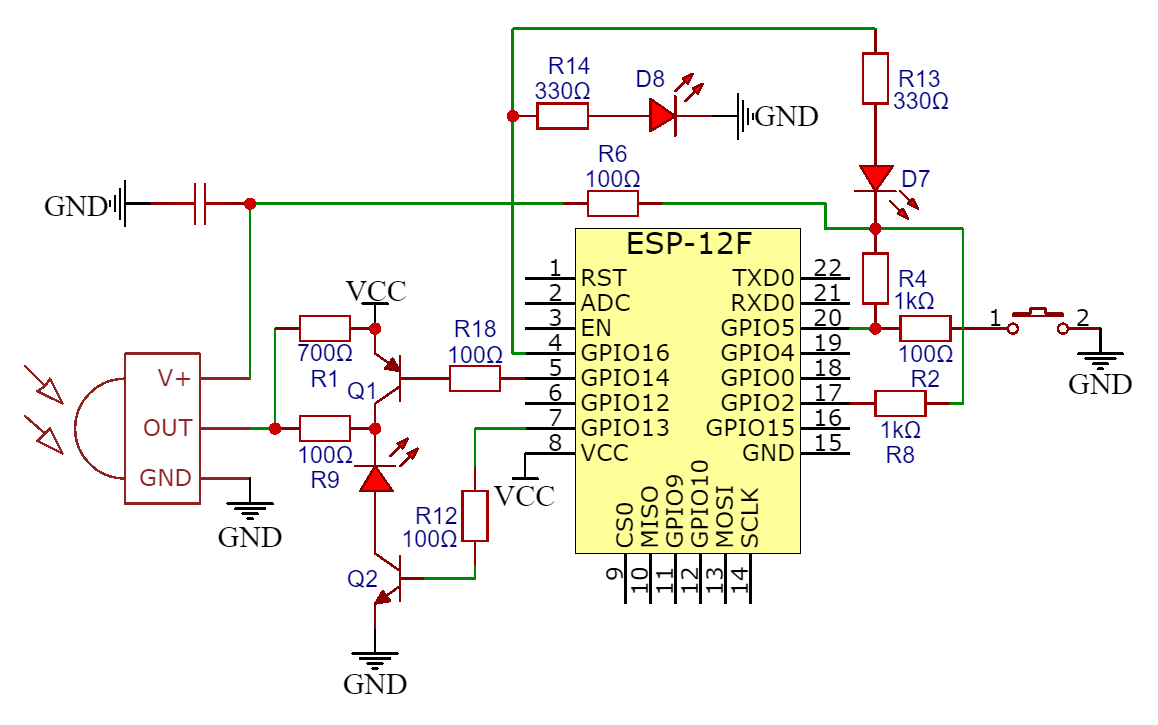 R14
330Ω
D8
GND
R13
330Ω
R6
100Ω
D7
GND
ESP-12F
1 RST
2 ADC
3 EN
4 GPIO16
5 GPIO14
6 GPIO12
7 GPIO13
8 VCC
TXD0 22
RXD0 21
GPIO5 20
GPIO4 19
GPIO0 18
GPIO2 17
GPIO15 16
GND 15
CS0
MISO
GPIO9
GPIO10
MOSI
SCLK
9
10
11
12
13
14
R4
1kΩ
1
2
100Ω
R2
GND
1kΩ
R8
VCC
R18
100Ω
700Ω
R1
Q1
V+
OUT
GND
100Ω
R9
VCC
R12
100Ω
GND
Q2
GND